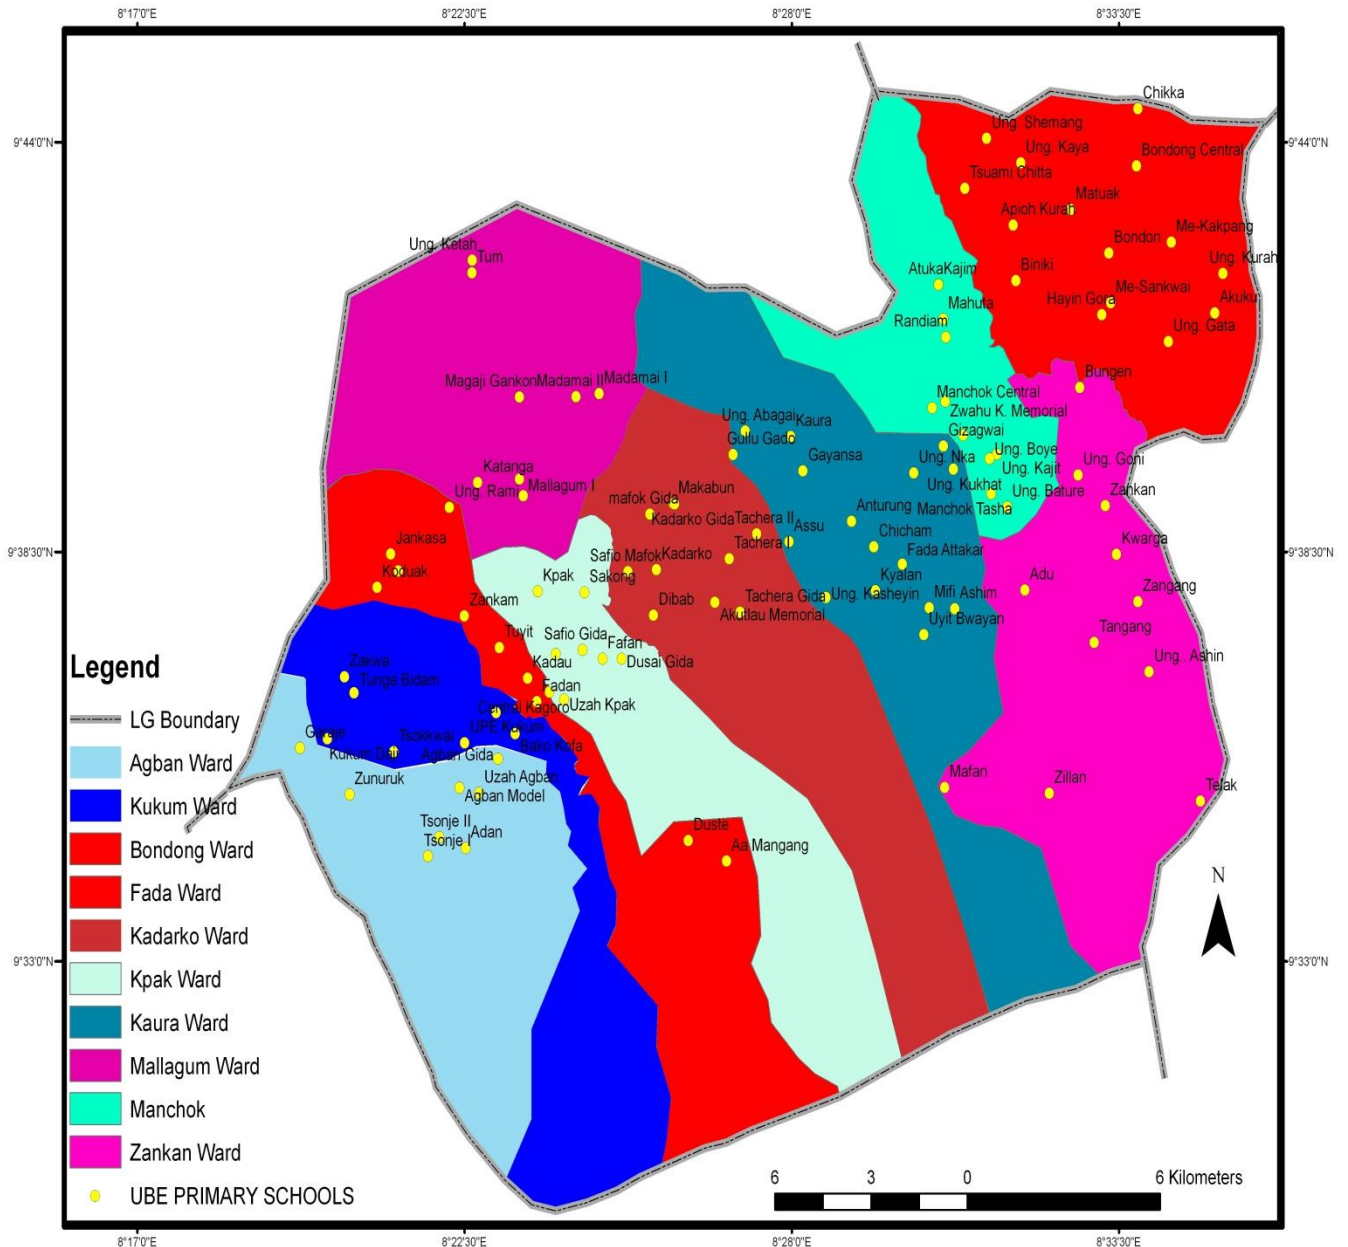 8°17'0"E
8°22'30"E
8°28'0"E
8°33'30"E
9°44'0"N
9°44'0"N
9°38'30"N
9°38'30"N
9°33'0"N
9°33'0"N
8°17'0"E
8°22'30"E
8°28'0"E
8°33'30"E
Chikka
Ung. Shemang
Ung. Kaya
Bondong Central
Tsuami Chitta
Matuak
Apioh Kurah
Me-Kakpang
Bondon
Ung. Kurah
Biniki
Me-Sankwai
Hayin Gora
Akuku
Ung. Gata
Ung. Ketah
Tum
AtukaKajim
Mahuta
Randiam
Bungen
Magaji Gankon
Madamai II
Madamai I
Manchok Central
Zwahu K. Memorial
Gizagwai
Ung. Abagai
Kaura
Gullu Gado
Gayansa
Ung. Nka
Ung. Boye
Ung. Kajit
Ung. Goni
Ung. Kukhat
Ung. Bature
Zankan
Manchok Tasha
Katanga
Ung. Rami
Mallagum I
Makabun
mafok Gida
Kadarko Gida
Tachera II
Assu
Anturung
Tachera I
Chicham
Kwarga
Jankasa
Koduak
Kpak
Safio Mafok
Kadarko
Sakong
Fada Attakar
Kyalan
Adu
Zangang
Zankam
Dibab
Tachera Gida
Akutlau Memorial
Ung. Kasheyin
Mifi Ashim
Uyit Bwayan
Tuyit
Safio Gida
Fafan
Dusai Gida
Tangang
Ung. Ashin
Kadau
Fadan
Central Kagoro
Uzah Kpak
Zakwa
Tunga Bidam
Garaje
Kukum Daji
Tsokkwai
UPE Kukum
Agban Gida
Bako Kofa
Zunuruk
Uzah Agban
Agban Model
Mafan
Zillan
Telak
Tsonje II
Tsonje I
Adan
Duste
Aa Mangang
Legend
LG Boundary
Agban Ward
Kukum Ward
Bondong Ward
Fada Ward
Kadarko Ward
Kpak Ward
Kaura Ward
Mallagum Ward
Manchok
Zankan Ward
UBE PRIMARY SCHOOLS
N
6 3 0 6 Kilometers